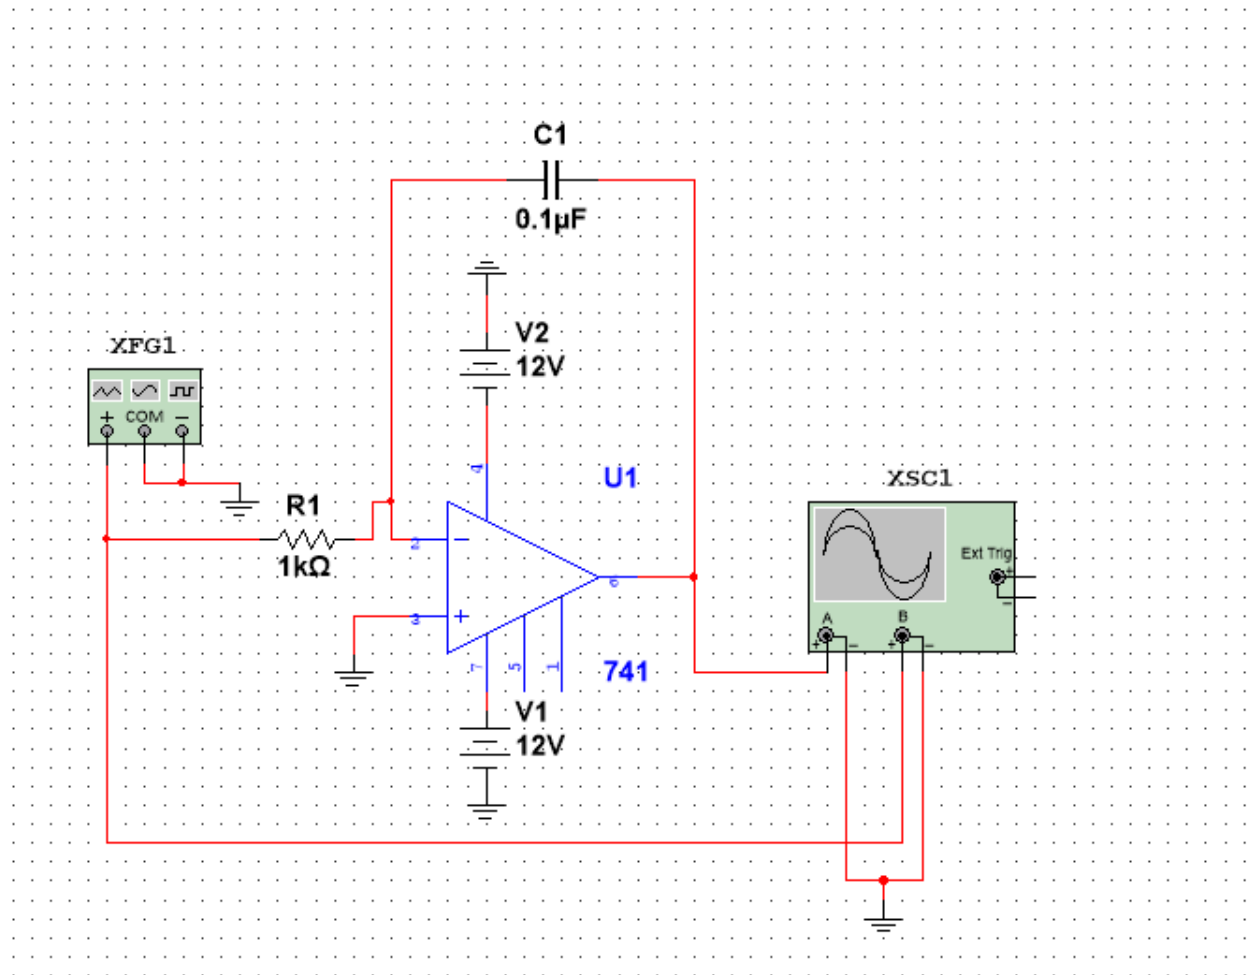 C1
0.1µF
V2
12V
XFG1
+ COM −
4
U1
XSC1
R1
1kΩ
2
−
6
Ext Trig
+
−
3
+
A
B
+ −
+ −
7
5
1
741
V1
12V